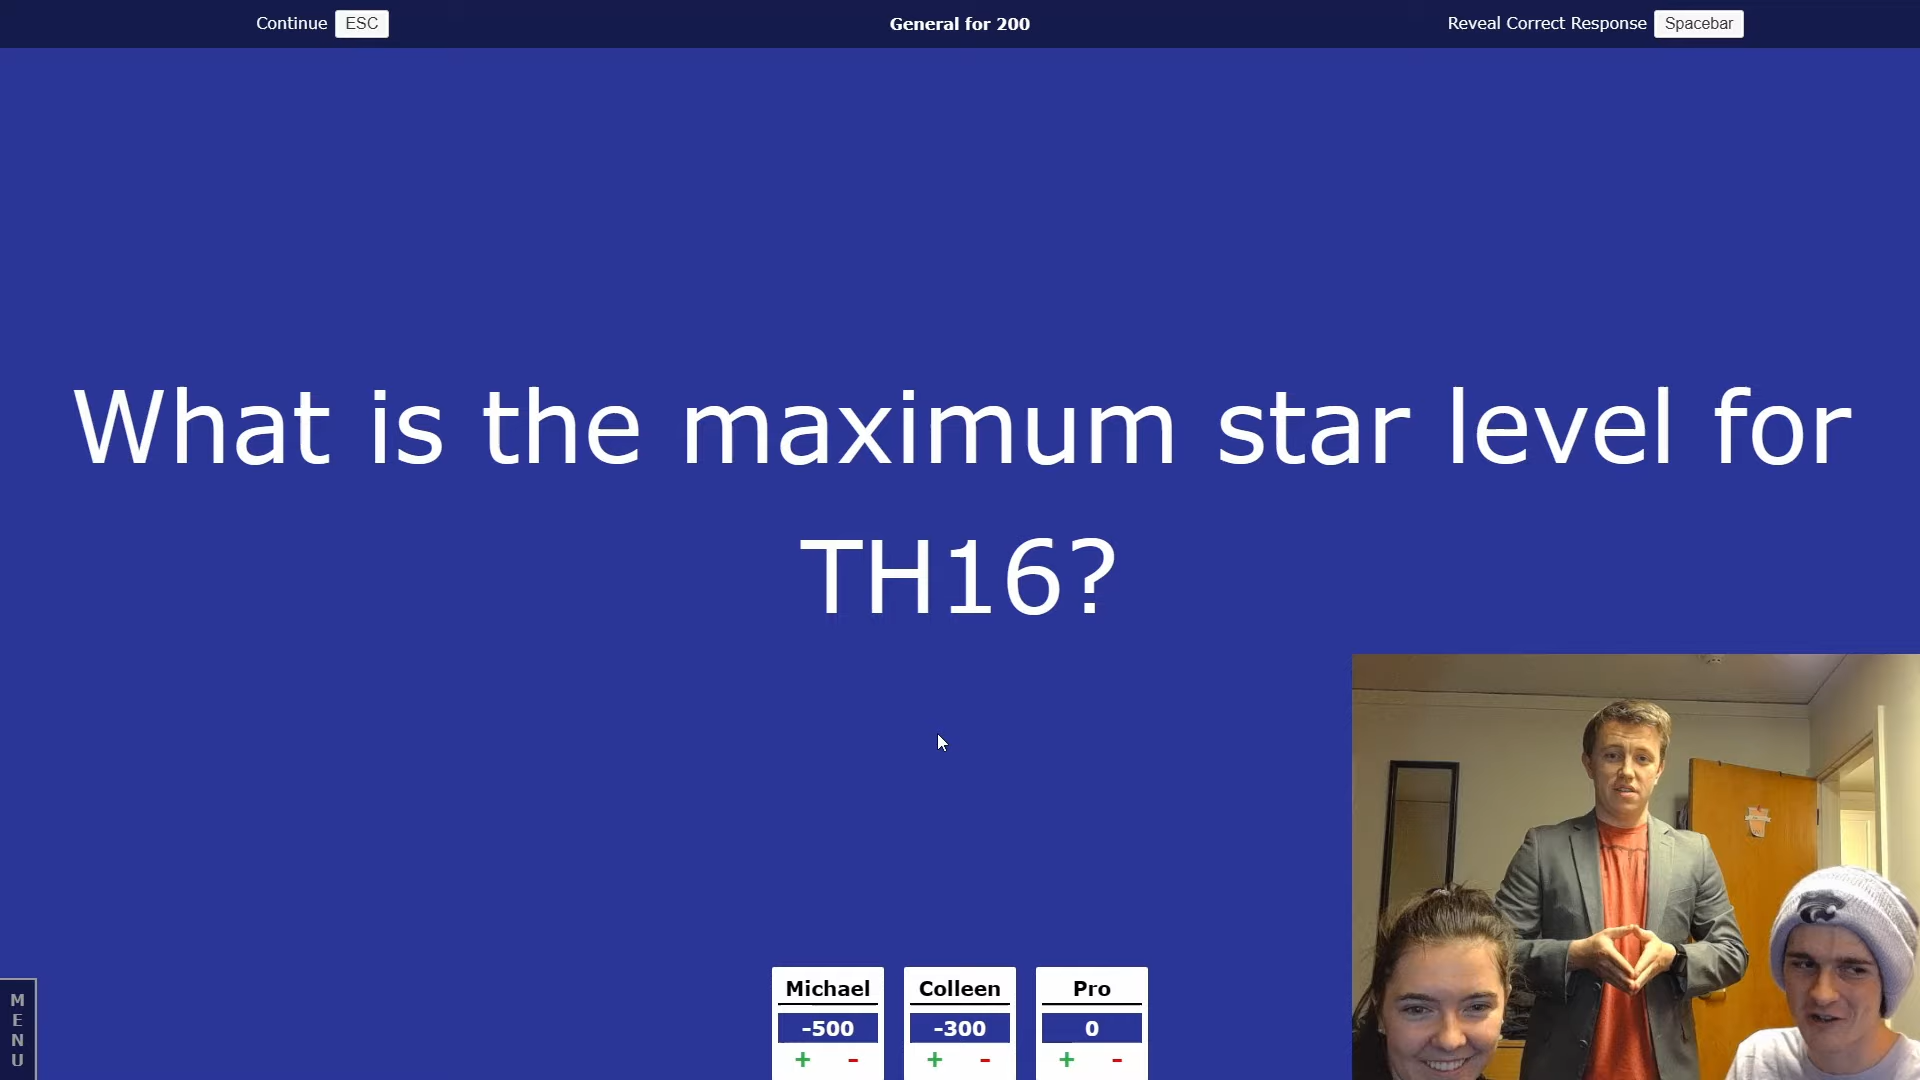 Continue ESC
General for 200
Reveal Correct Response Spacebar
What is the maximum star level for
TH16?
MENU
Michael
-500
+ -
Colleen
-300
+ -
Pro
0
+ -